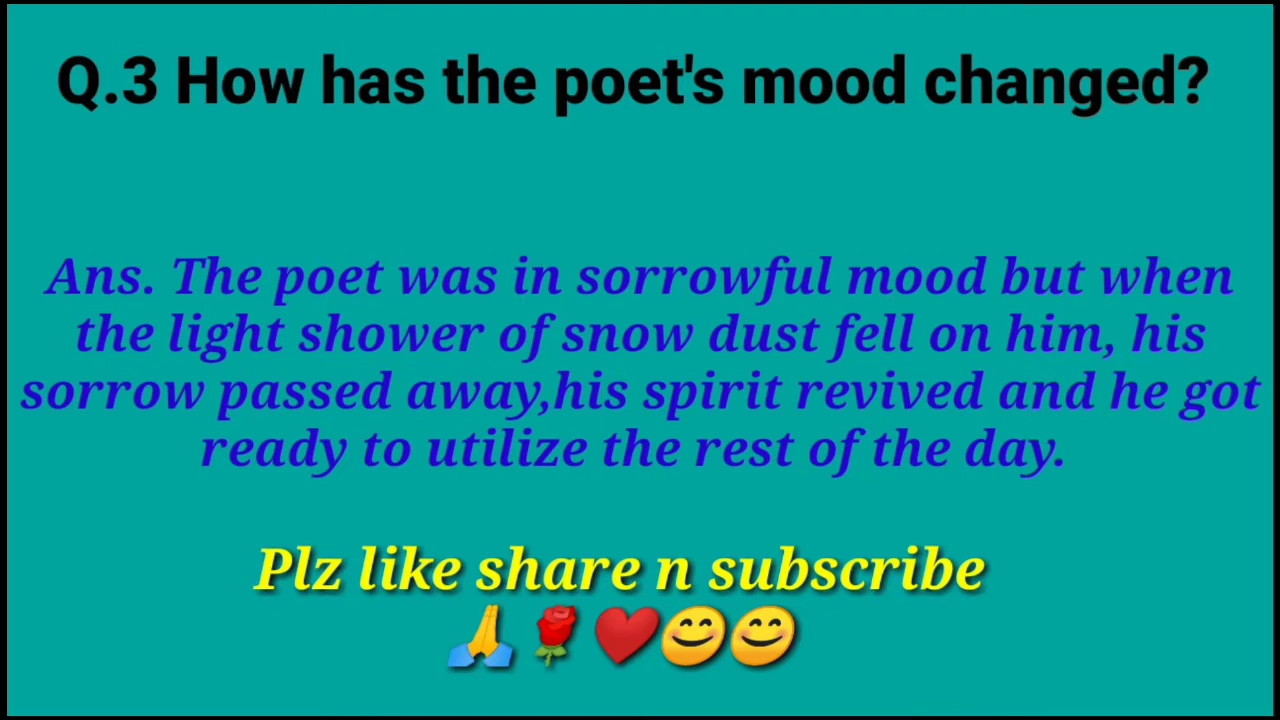 Q.3 How has the poet's mood changed?
Ans. The poet was in sorrowful mood but when
the light shower of snow dust fell on him, his
sorrow passed away,his spirit revived and he got
ready to utilize the rest of the day.
Plz like share n subscribe
🙏🌹❤️😊😊